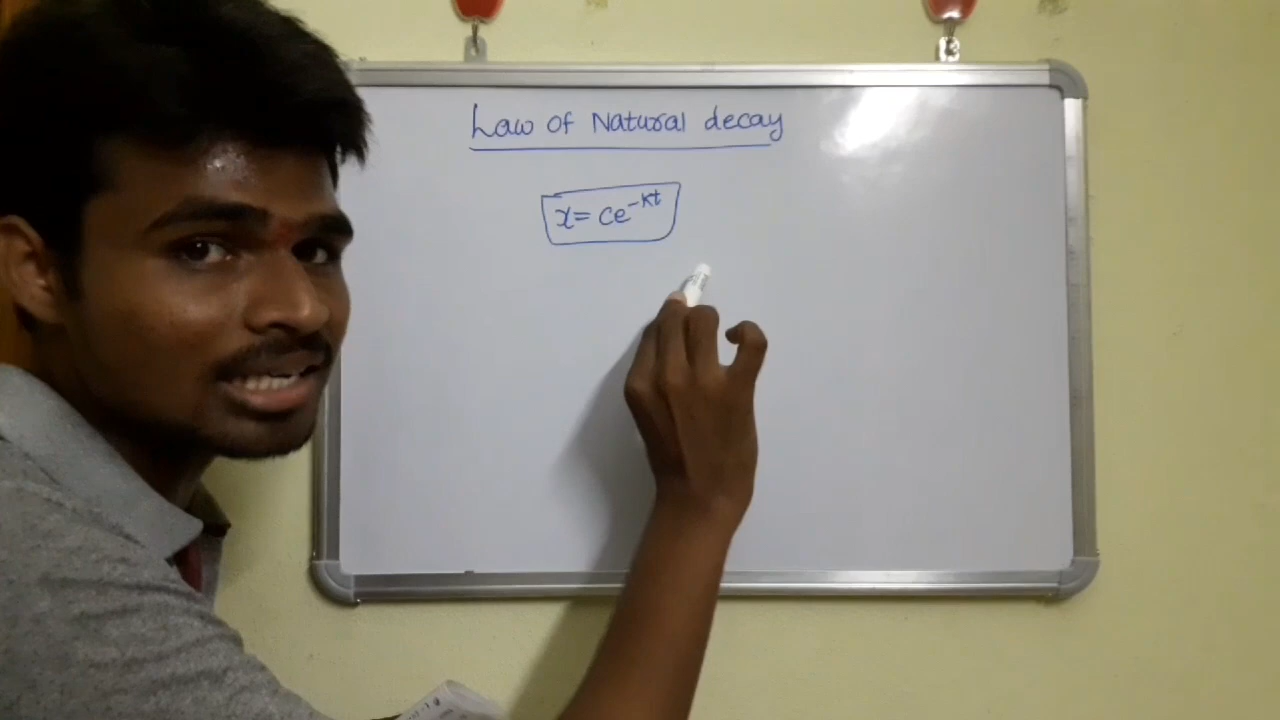 Law of Natural decay
x = ce^{-kt}